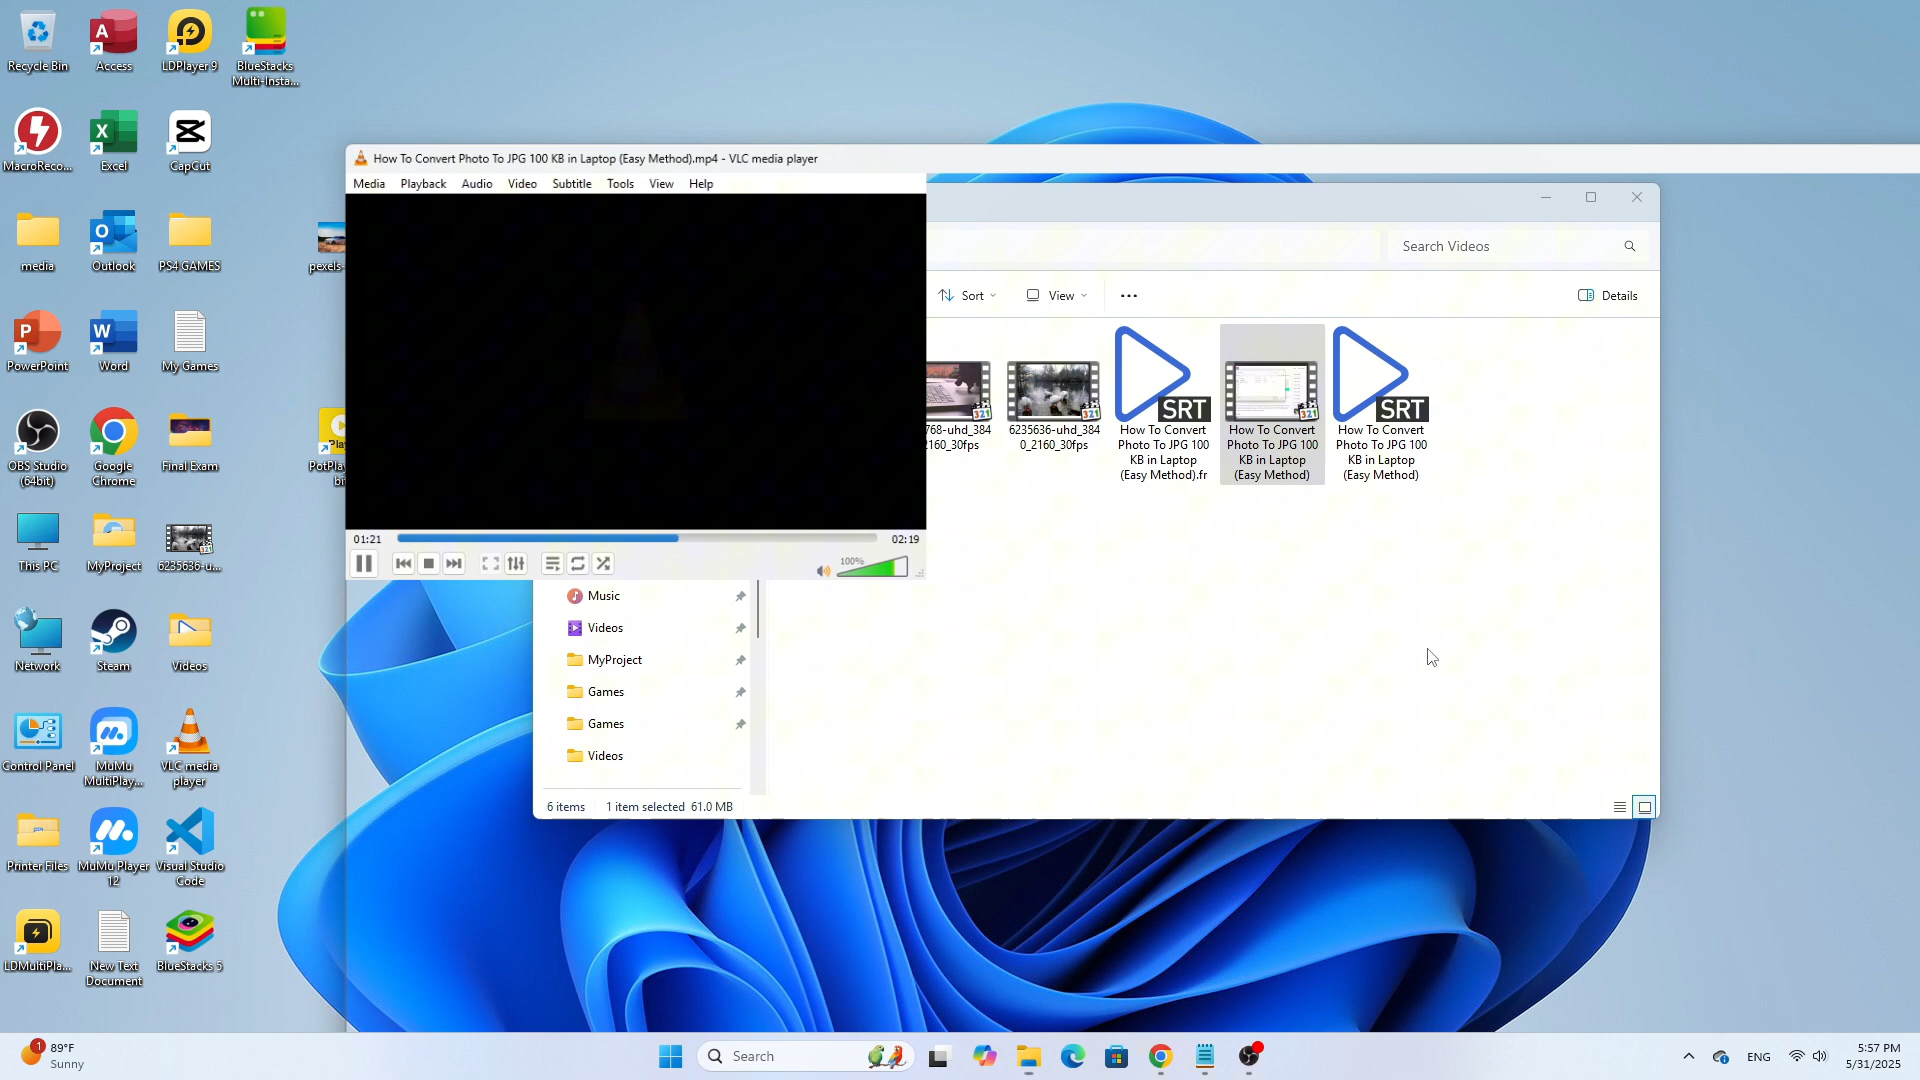 Recycle Bin
Access
LDPlayer 9
BlueStacks
Multi-Insta...
MacroReco...
Excel
CapCut
media
Outlook
PS4 GAMES
pexels-
PowerPoint
Word
My Games
OBS Studio
(64bit)
Google
Chrome
Final Exam
PotPlay
bi
This PC
MyProject
6235636-u...
Network
Steam
Videos
Control Panel
MuMu
MultiPlay...
VLC media
player
Printer Files
MuMu Player
12
Visual Studio
Code
LDMultiPla...
New Text
Document
BlueStacks 5
How To Convert Photo To JPG 100 KB in Laptop (Easy Method).mp4 - VLC media player
Media Playback Audio Video Subtitle Tools View Help
01:21
02:19
100%
Search Videos
Sort
View
Details
768-uhd_384
2160_30fps
6235636-uhd_384
0_2160_30fps
SRT
How To Convert
Photo To JPG 100
KB in Laptop
(Easy Method).fr
321
How To Convert
Photo To JPG 100
KB in Laptop
(Easy Method)
SRT
How To Convert
Photo To JPG 100
KB in Laptop
(Easy Method)
Music
Videos
MyProject
Games
Games
Videos
6 items
1 item selected 61.0 MB
1
89°F
Sunny
Search
ENG
5:57 PM
5/31/2025